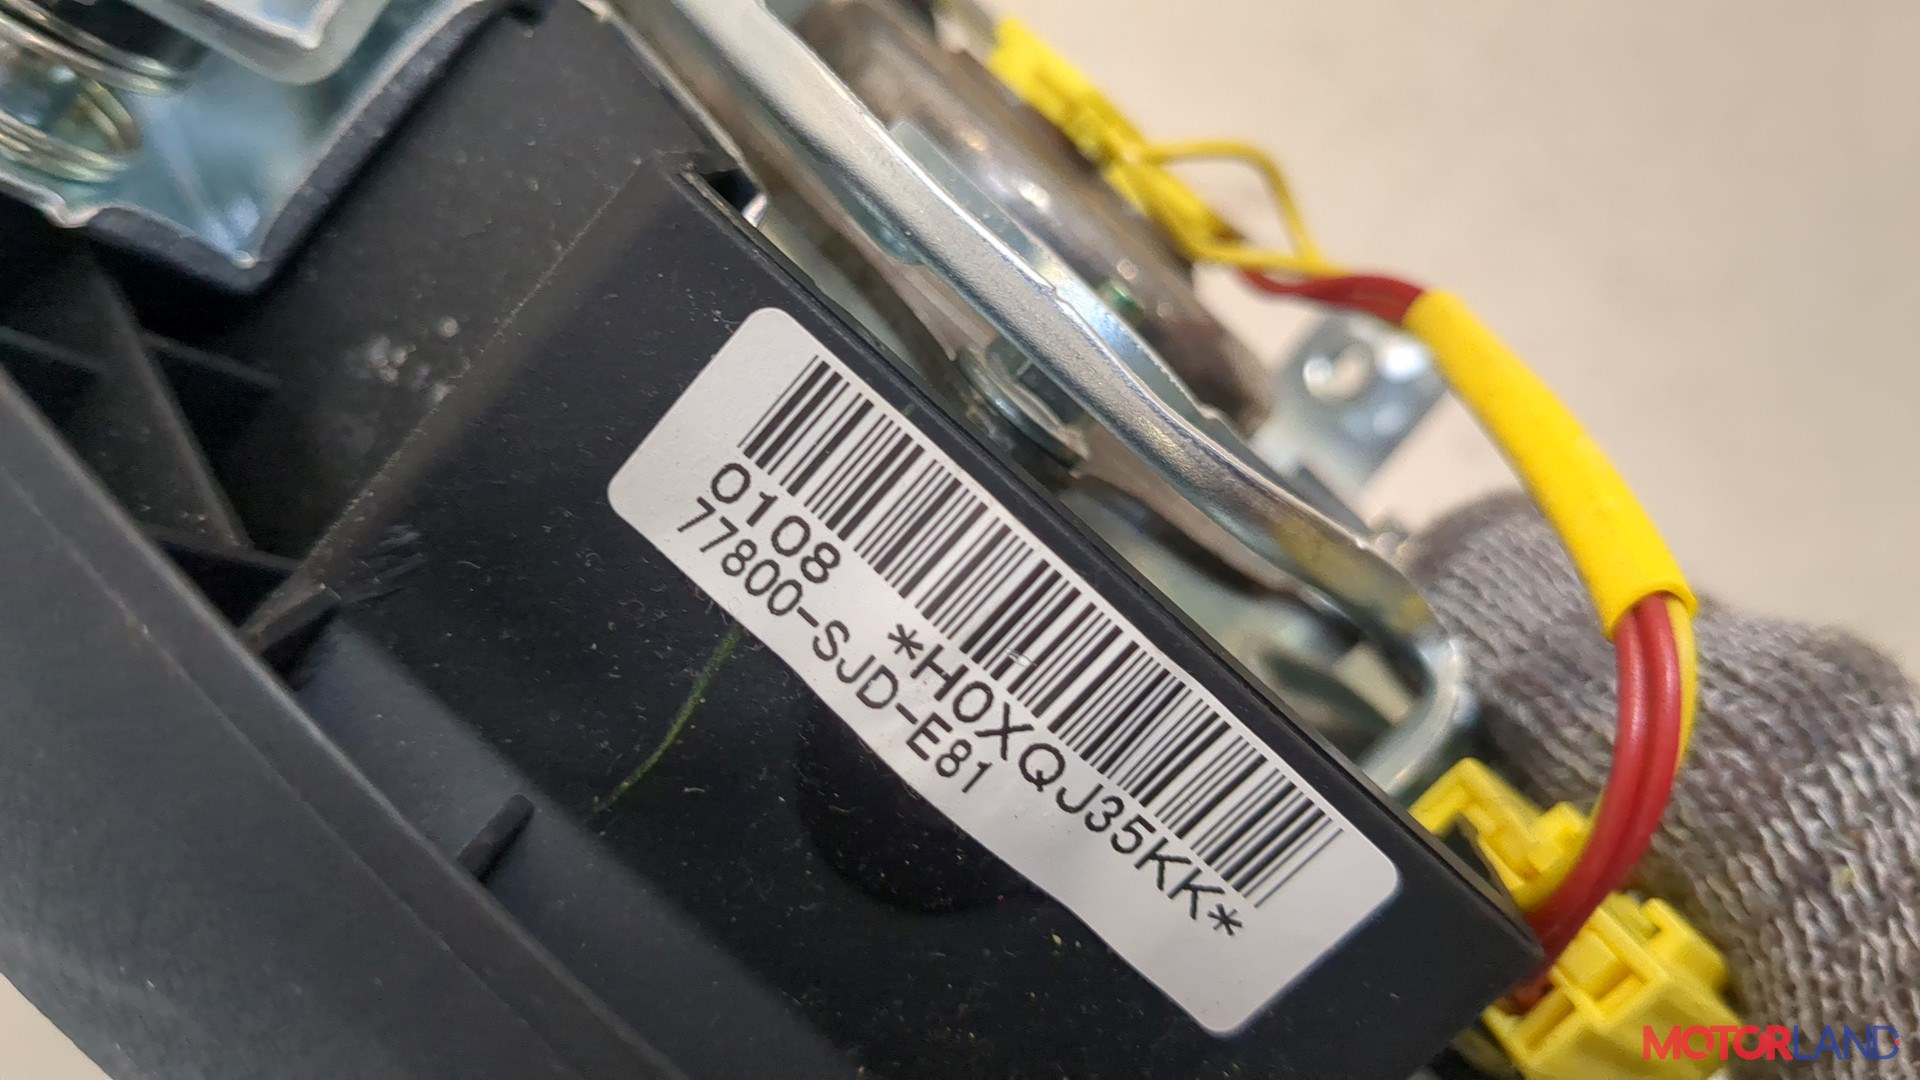 0108 *H0XQJ35KK*
77800-SJD-E81
MOTORLAND